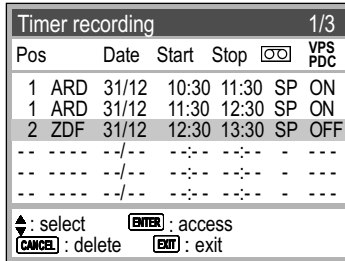 Timer recording 1/3
Pos Date Start Stop VPS PDC
1 ARD 31/12 10:30 11:30 SP ON
1 ARD 31/12 11:30 12:30 SP ON
2 ZDF 31/12 12:30 13:30 SP OFF
-- ---- --/-- --:-- --:-- - ---
-- ---- --/-- --:-- --:-- - ---
-- ---- --/-- --:-- --:-- - ---
: select ENTER : access
CANCEL : delete EXIT : exit